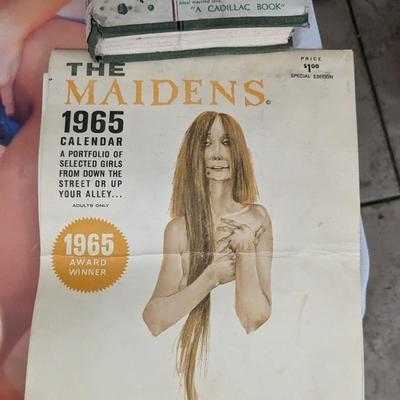 "A CADILLAC BOOK"
PRICE
$1.00
SPECIAL EDITION
THE
MAIDENS©
1965
CALENDAR
A PORTFOLIO OF
SELECTED GIRLS
FROM DOWN THE
STREET OR UP
YOUR ALLEY...
ADULTS ONLY
1965
AWARD
WINNER